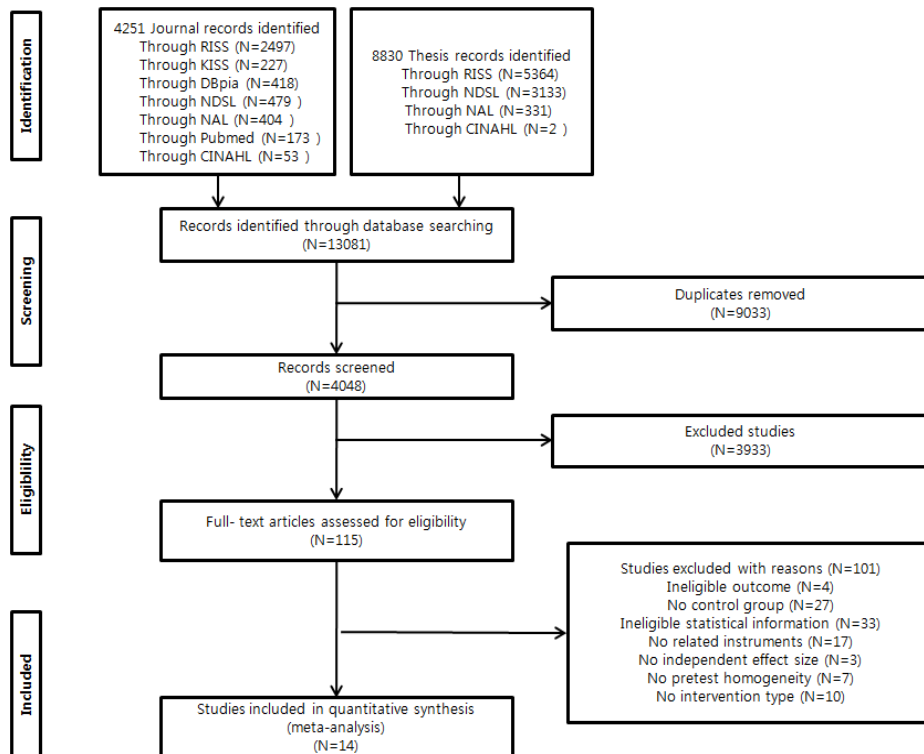 Identification
4251 Journal records identified
Through RISS (N=2497)
Through KISS (N=227)
Through DBpia (N=418)
Through NDSL (N=479 )
Through NAL (N=404 )
Through Pubmed (N=173 )
Through CINAHL (N=53 )
8830 Thesis records identified
Through RISS (N=5364)
Through NDSL (N=3133)
Through NAL (N=331)
Through CINAHL (N=2 )
Screening
Records identified through database searching
(N=13081)
Duplicates removed
(N=9033)
Records screened
(N=4048)
Eligiblility
Excluded studies
(N=3933)
Full- text articles assessed for eligibility
(N=115)
Included
Studies excluded with reasons (N=101)
Ineligible outcome (N=4)
No control group (N=27)
Ineligible statistical information (N=33)
No related instruments (N=17)
No independent effect size (N=3)
No pretest homogeneity (N=7)
No intervention type (N=10)
Studies included in quantitative synthesis
(meta-analysis)
(N=14)